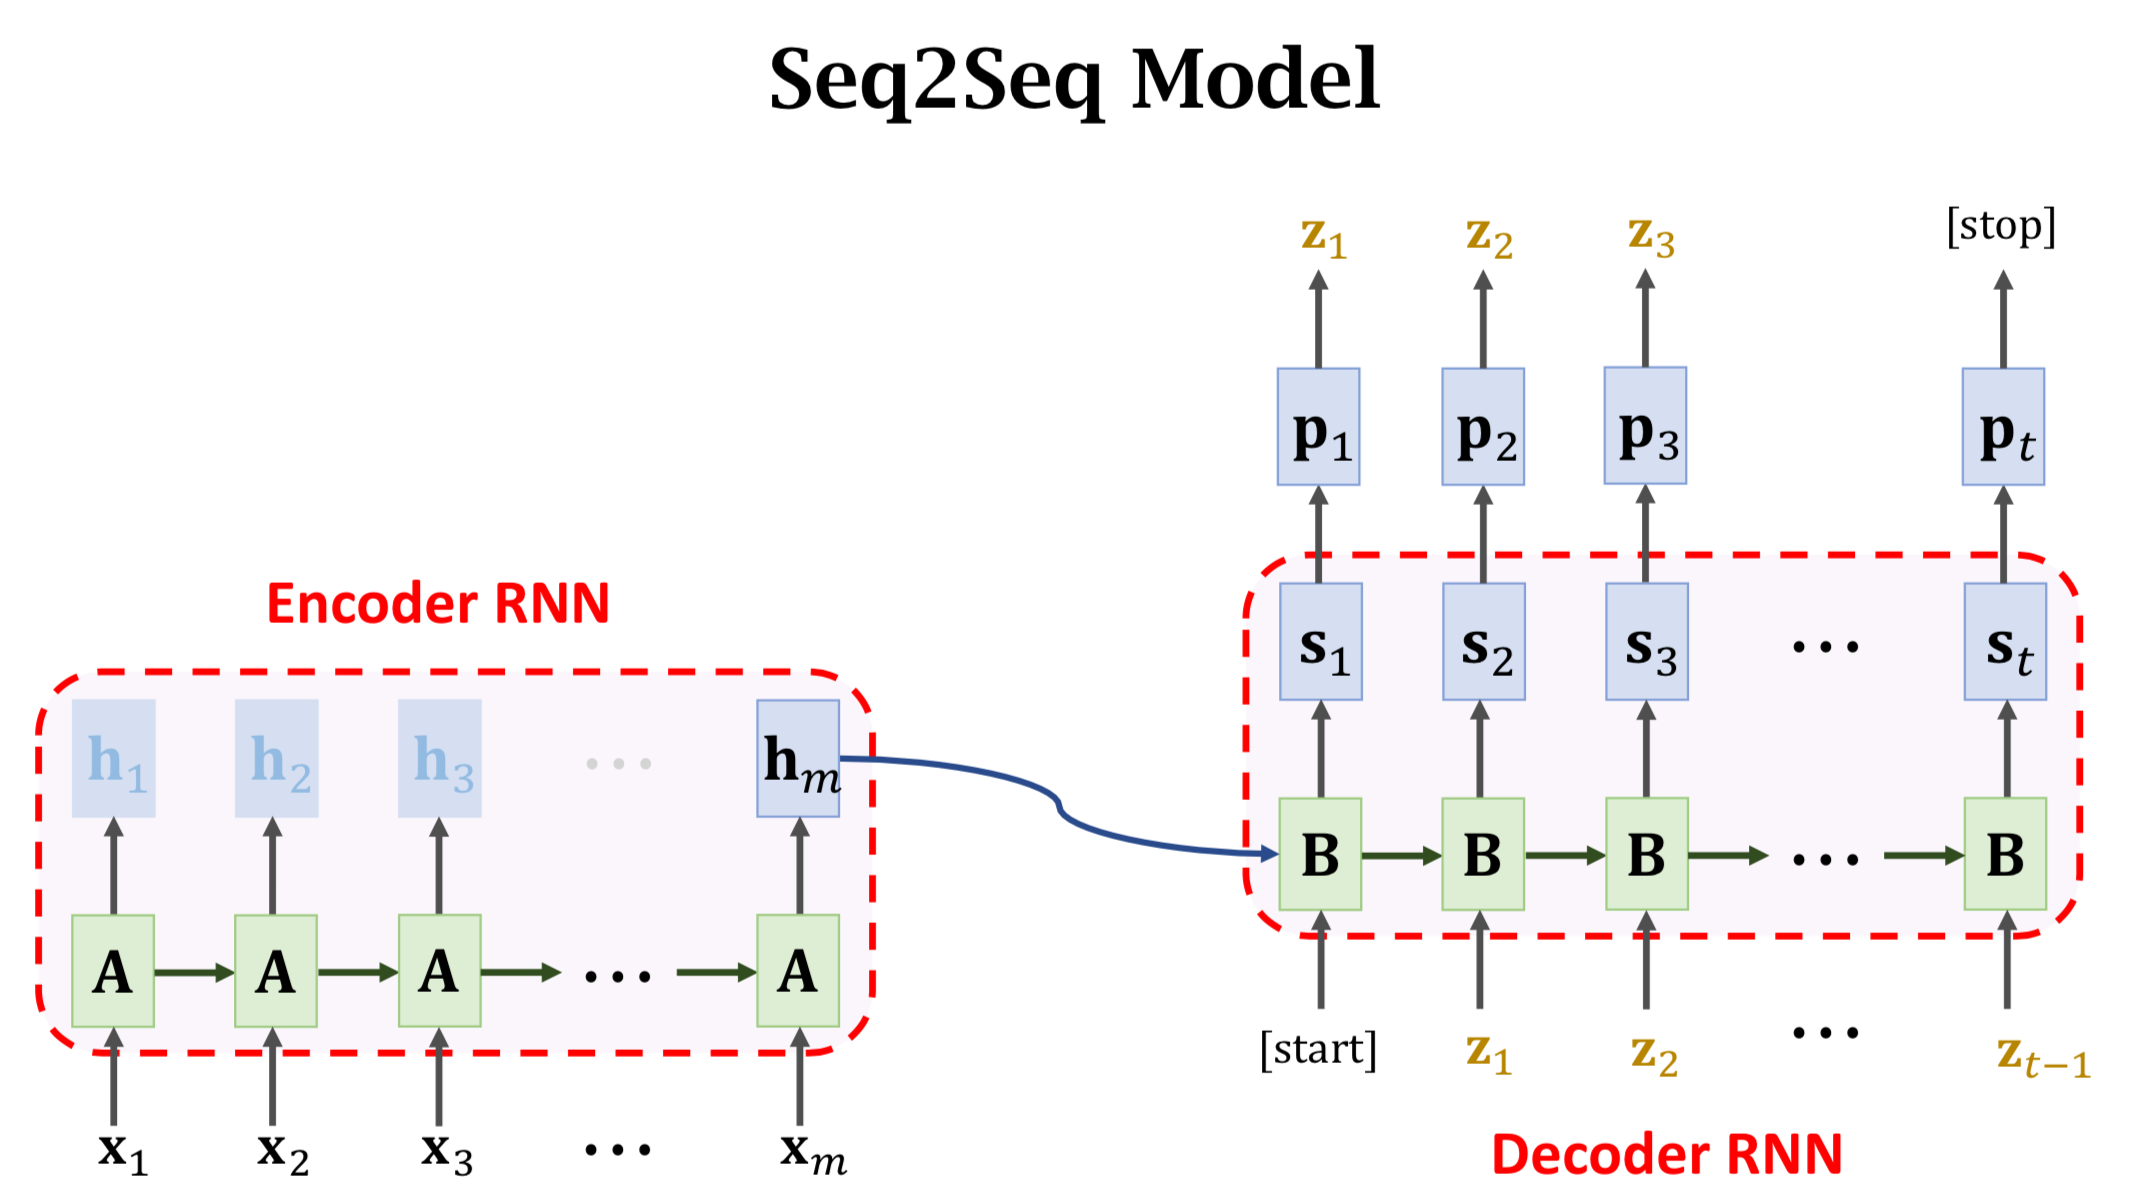 Seq2Seq Model
z₁ z₂ z₃ [stop]
p₁ p₂ p₃ pₜ
Encoder RNN
s₁ s₂ s₃ ··· sₜ
h₁ h₂ h₃ ··· hₘ
B B B ··· B
A A A ··· A
[start] z₁ z₂ ··· zₜ₋₁
x₁ x₂ x₃ ··· xₘ
Decoder RNN